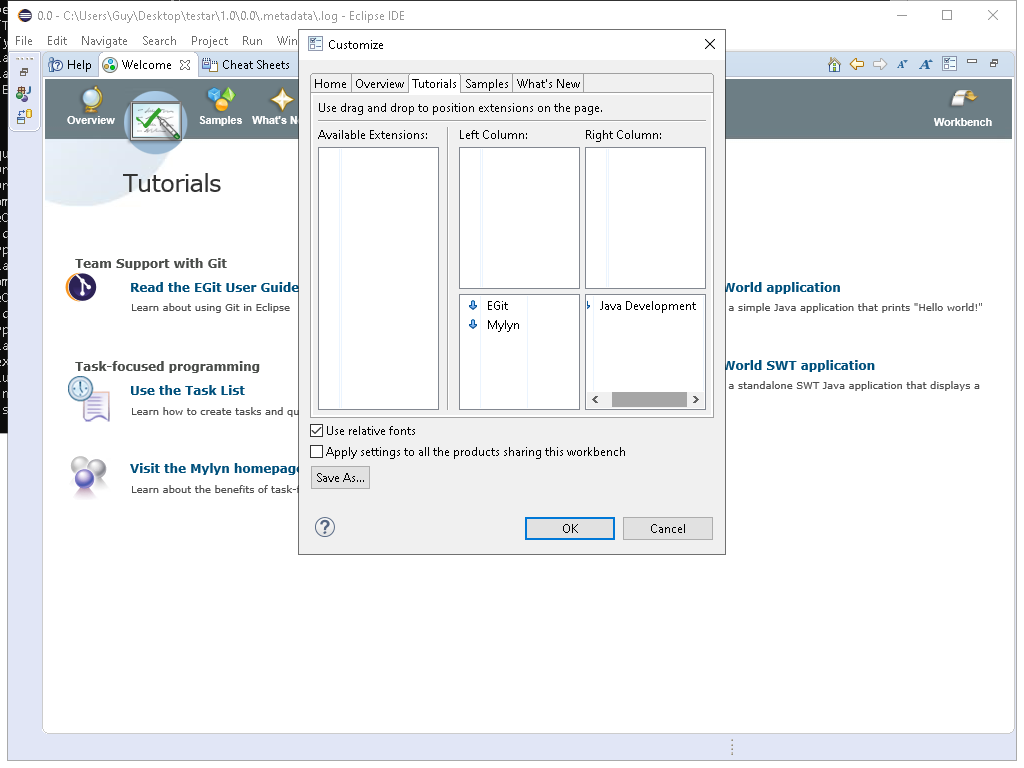 0.0 - C:\Users\Guy\Desktop\testar\1.0\0.0\.metadata\.log - Eclipse IDE
File Edit Navigate Search Project Run Win
Customize
Help Welcome Cheat Sheets
Home Overview Tutorials Samples What's New
Use drag and drop to position extensions on the page.
Overview Samples What's N Workbench
Available Extensions: Left Column: Right Column:
Tutorials
Team Support with Git
Read the EGit User Guide World application
Learn about using Git in Eclipse a simple Java application that prints "Hello world!"
EGit Java Development
Mylyn
Task-focused programming World SWT application
Use the Task List a standalone SWT Java application that displays a
Learn how to create tasks and qu
Use relative fonts
Apply settings to all the products sharing this workbench
Visit the Mylyn homepage
Save As...
Learn about the benefits of task-f
OK Cancel